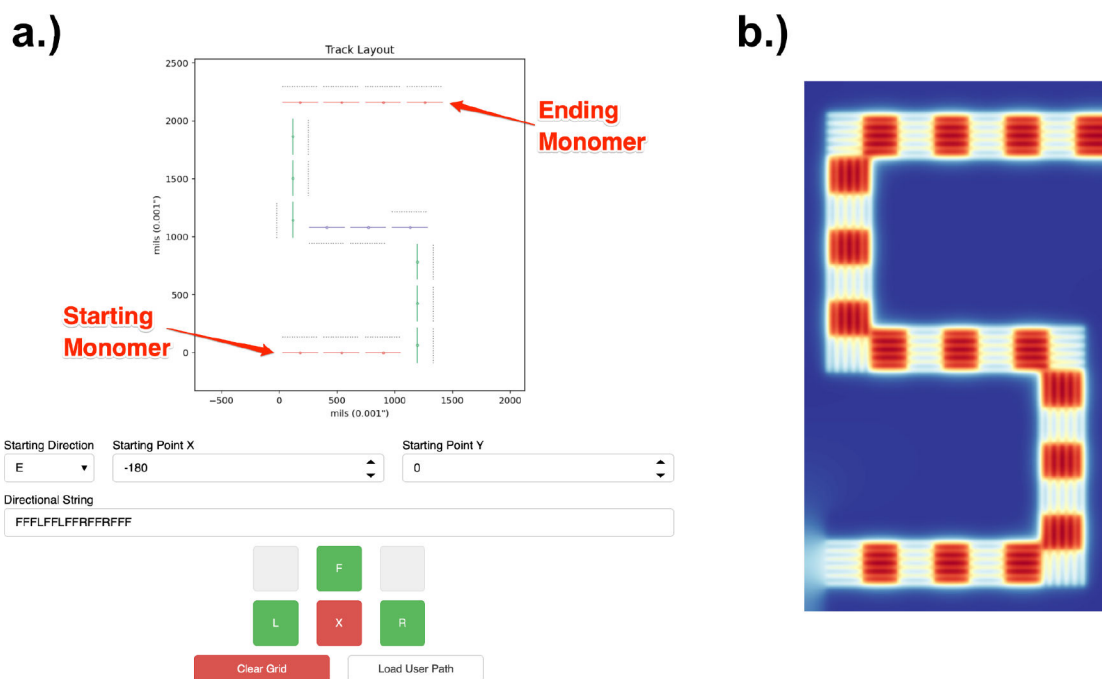 a.)
b.)
Track Layout
2500
2000
1500
1000
500
0
mils (0.001")
−500
0
500
1000
1500
2000
mils (0.001")
Ending
Monomer
Starting
Monomer
Starting Direction
Starting Point X
Starting Point Y
E
-180
0
Directional String
FFFLFFLFFRFFRFFF
F
L
X
R
Clear Grid
Load User Path